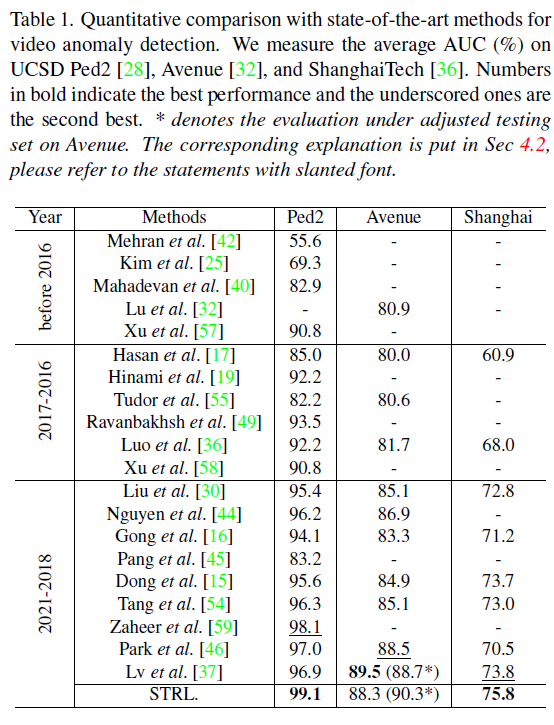 Table 1. Quantitative comparison with state-of-the-art methods for
video anomaly detection. We measure the average AUC (%) on
UCSD Ped2 [28], Avenue [32], and ShanghaiTech [36]. Numbers
in bold indicate the best performance and the underscored ones are
the second best. * denotes the evaluation under adjusted testing
set on Avenue. The corresponding explanation is put in Sec 4.2,
please refer to the statements with slanted font.
Year Methods Ped2 Avenue Shanghai
before 2016
Mehran et al. [42] 55.6 - -
Kim et al. [25] 69.3 - -
Mahadevan et al. [40] 82.9 - -
Lu et al. [32] - 80.9
Xu et al. [57] 90.8 - -
2017-2016
Hasan et al. [17] 85.0 80.0 60.9
Hinami et al. [19] 92.2 - -
Tudor et al. [55] 82.2 80.6 -
Ravanbakhsh et al. [49] 93.5 - -
Luo et al. [36] 92.2 81.7 68.0
Xu et al. [58] 90.8 - -
2021-2018
Liu et al. [30] 95.4 85.1 72.8
Nguyen et al. [44] 96.2 86.9 -
Gong et al. [16] 94.1 83.3 71.2
Pang et al. [45] 83.2 - -
Dong et al. [15] 95.6 84.9 73.7
Tang et al. [54] 96.3 85.1 73.0
Zaheer et al. [59] 98.1 - -
Park et al. [46] 97.0 88.5 70.5
Lv et al. [37] 96.9 89.5 (88.7*) 73.8
STRL. 99.1 88.3 (90.3*) 75.8